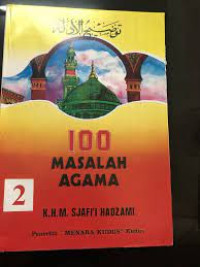 توضيح الأدلة
100
MASALAH
AGAMA
2
K.H.M. SJAFI'I HADZAMI
Penerbit "MENARA KUDUS" Kudus